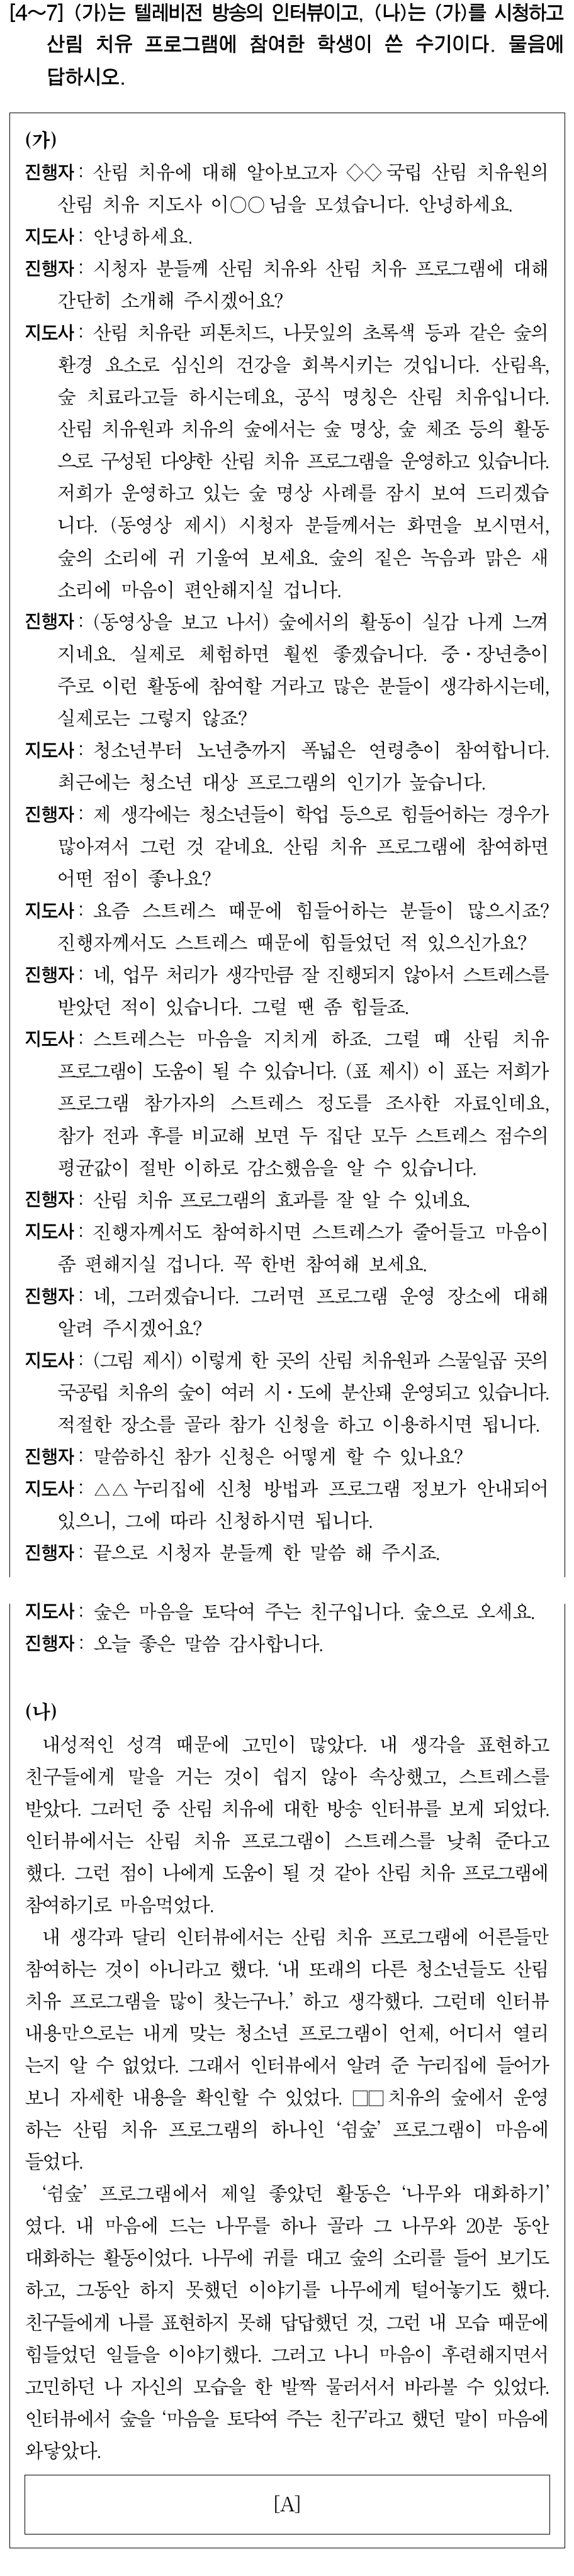 [4～7] (가)는 텔레비전 방송의 인터뷰이고, (나)는 (가)를 시청하고
산림 치유 프로그램에 참여한 학생이 쓴 수기이다. 물음에
답하시오.
(가)
진행자 : 산림 치유에 대해 알아보고자 ◇◇국립 산림 치유원의
산림 치유 지도사 이○○님을 모셨습니다. 안녕하세요.
지도사 : 안녕하세요.
진행자 : 시청자 분들께 산림 치유와 산림 치유 프로그램에 대해
간단히 소개해 주시겠어요?
지도사 : 산림 치유란 피톤치드, 나뭇잎의 초록색 등과 같은 숲의
환경 요소로 심신의 건강을 회복시키는 것입니다. 산림욕,
숲 치료라고들 하시는데요, 공식 명칭은 산림 치유입니다.
산림 치유원과 치유의 숲에서는 숲 명상, 숲 체조 등의 활동
으로 구성된 다양한 산림 치유 프로그램을 운영하고 있습니다.
저희가 운영하고 있는 숲 명상 사례를 잠시 보여 드리겠습
니다. (동영상 제시) 시청자 분들께서는 화면을 보시면서,
숲의 소리에 귀 기울여 보세요. 숲의 짙은 녹음과 맑은 새
소리에 마음이 편안해지실 겁니다.
진행자 : (동영상을 보고 나서) 숲에서의 활동이 실감 나게 느껴
지네요. 실제로 체험하면 훨씬 좋겠습니다. 중·장년층이
주로 이런 활동에 참여할 거라고 많은 분들이 생각하시는데,
실제로는 그렇지 않죠?
지도사 : 청소년부터 노년층까지 폭넓은 연령층이 참여합니다.
최근에는 청소년 대상 프로그램의 인기가 높습니다.
진행자 : 제 생각에는 청소년들이 학업 등으로 힘들어하는 경우가
많아져서 그런 것 같네요. 산림 치유 프로그램에 참여하면
어떤 점이 좋나요?
지도사 : 요즘 스트레스 때문에 힘들어하는 분들이 많으시죠?
진행자께서도 스트레스 때문에 힘들었던 적 있으신가요?
진행자 : 네, 업무 처리가 생각만큼 잘 진행되지 않아서 스트레스를
받았던 적이 있습니다. 그럴 땐 좀 힘들죠.
지도사 : 스트레스는 마음을 지치게 하죠. 그럴 때 산림 치유
프로그램이 도움이 될 수 있습니다. (표 제시) 이 표는 저희가
프로그램 참가자의 스트레스 정도를 조사한 자료인데요,
참가 전과 후를 비교해 보면 두 집단 모두 스트레스 점수의
평균값이 절반 이하로 감소했음을 알 수 있습니다.
진행자 : 산림 치유 프로그램의 효과를 잘 알 수 있네요.
지도사 : 진행자께서도 참여하시면 스트레스가 줄어들고 마음이
좀 편해지실 겁니다. 꼭 한번 참여해 보세요.
진행자 : 네, 그러겠습니다. 그러면 프로그램 운영 장소에 대해
알려 주시겠어요?
지도사 : (그림 제시) 이렇게 한 곳의 산림 치유원과 스물일곱 곳의
국공립 치유의 숲이 여러 시·도에 분산돼 운영되고 있습니다.
적절한 장소를 골라 참가 신청을 하고 이용하시면 됩니다.
진행자 : 말씀하신 참가 신청은 어떻게 할 수 있나요?
지도사 : △△누리집에 신청 방법과 프로그램 정보가 안내되어
있으니, 그에 따라 신청하시면 됩니다.
진행자 : 끝으로 시청자 분들께 한 말씀 해 주시죠.
지도사 : 숲은 마음을 토닥여 주는 친구입니다. 숲으로 오세요.
진행자 : 오늘 좋은 말씀 감사합니다.
(나)
내성적인 성격 때문에 고민이 많았다. 내 생각을 표현하고
친구들에게 말을 거는 것이 쉽지 않아 속상했고, 스트레스를
받았다. 그러던 중 산림 치유에 대한 방송 인터뷰를 보게 되었다.
인터뷰에서는 산림 치유 프로그램이 스트레스를 낮춰 준다고
했다. 그런 점이 나에게 도움이 될 것 같아 산림 치유 프로그램에
참여하기로 마음먹었다.
내 생각과 달리 인터뷰에서는 산림 치유 프로그램에 어른들만
참여하는 것이 아니라고 했다. '내 또래의 다른 청소년들도 산림
치유 프로그램을 많이 찾는구나.' 하고 생각했다. 그런데 인터뷰
내용만으로는 내게 맞는 청소년 프로그램이 언제, 어디서 열리
는지 알 수 없었다. 그래서 인터뷰에서 알려 준 누리집에 들어가
보니 자세한 내용을 확인할 수 있었다. □□치유의 숲에서 운영
하는 산림 치유 프로그램의 하나인 '쉼숲' 프로그램이 마음에
들었다.
'쉼숲' 프로그램에서 제일 좋았던 활동은 '나무와 대화하기'
였다. 내 마음에 드는 나무를 하나 골라 그 나무와 20분 동안
대화하는 활동이었다. 나무에 귀를 대고 숲의 소리를 들어 보기도
하고, 그동안 하지 못했던 이야기를 나무에게 털어놓기도 했다.
친구들에게 나를 표현하지 못해 답답했던 것, 그런 내 모습 때문에
힘들었던 일들을 이야기했다. 그러고 나니 마음이 후련해지면서
고민하던 나 자신의 모습을 한 발짝 물러서서 바라볼 수 있었다.
인터뷰에서 숲을 '마음을 토닥여 주는 친구'라고 했던 말이 마음에
와닿았다.
[A]